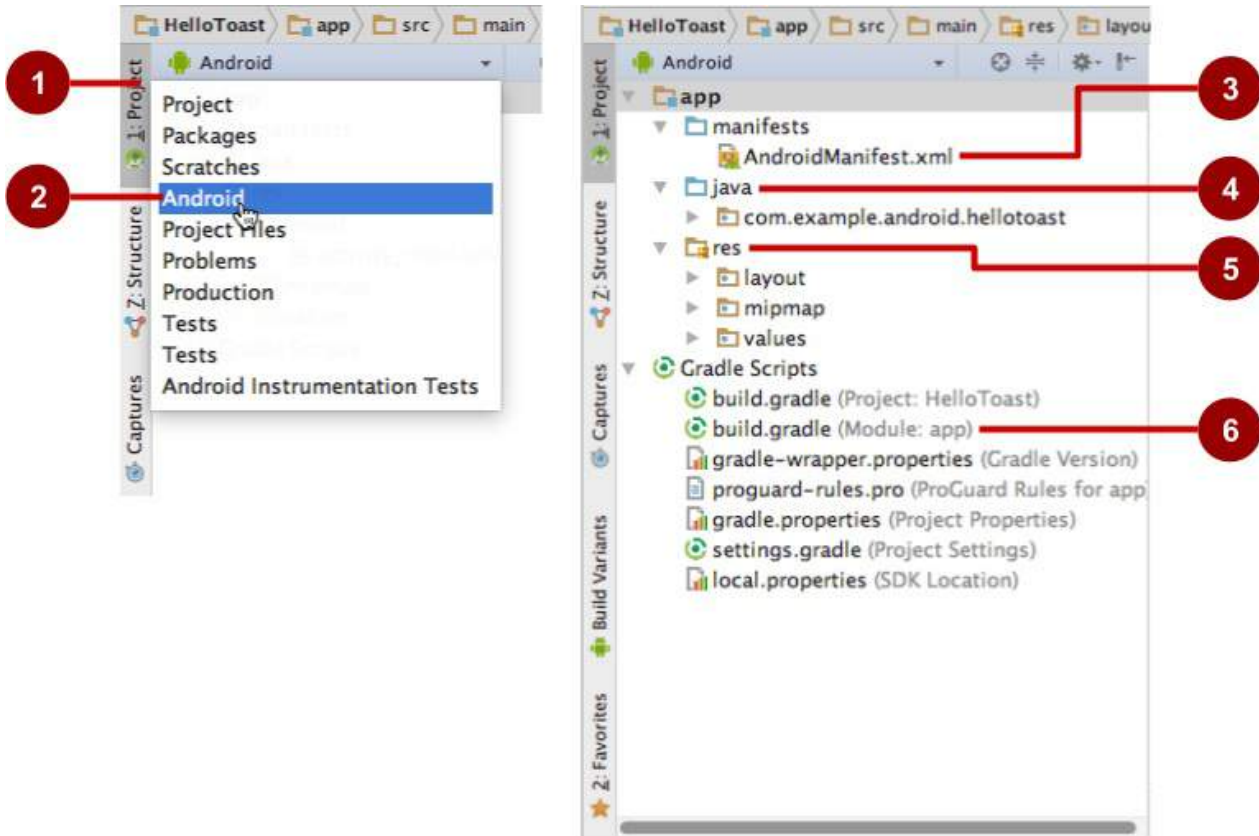 HelloToast app src main
1: Project
Android
Project
Packages
Scratches
Android
Project Files
Problems
Production
Tests
Tests
Android Instrumentation Tests
Z: Structure
Captures
1
2
HelloToast app src main res layou
1: Project
Android
app
manifests
AndroidManifest.xml
java
com.example.android.hellotoast
res
layout
mipmap
values
Gradle Scripts
build.gradle (Project: HelloToast)
build.gradle (Module: app)
gradle-wrapper.properties (Gradle Version)
proguard-rules.pro (ProGuard Rules for app
gradle.properties (Project Properties)
settings.gradle (Project Settings)
local.properties (SDK Location)
Z: Structure
Captures
Build Variants
2: Favorites
3
4
5
6